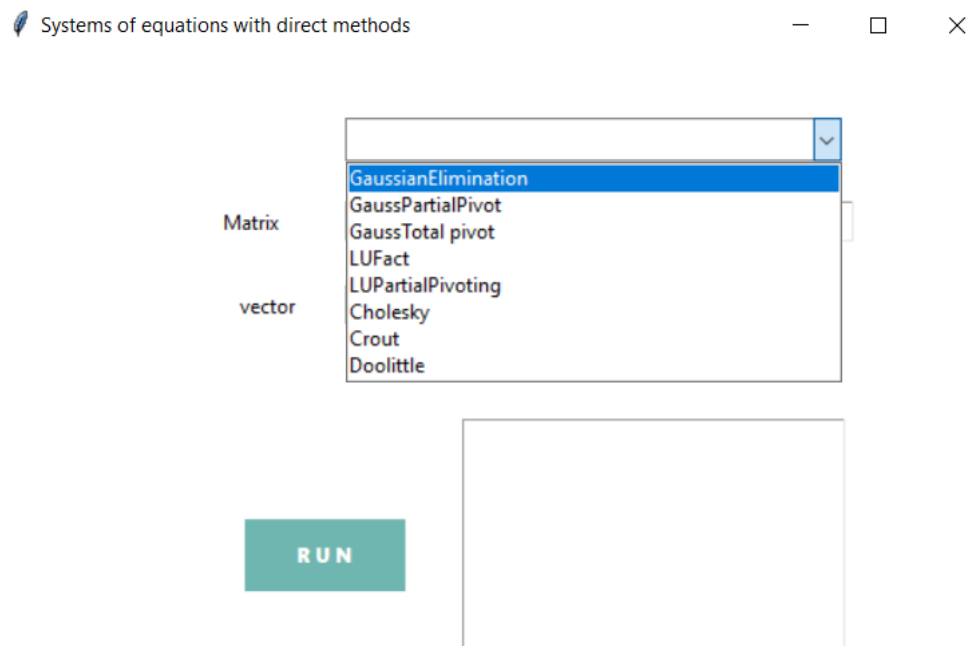 Systems of equations with direct methods
GaussianElimination
GaussPartialPivot
Matrix
GaussTotal pivot
LUFact
LUPartialPivoting
vector
Cholesky
Crout
Doolittle
RUN